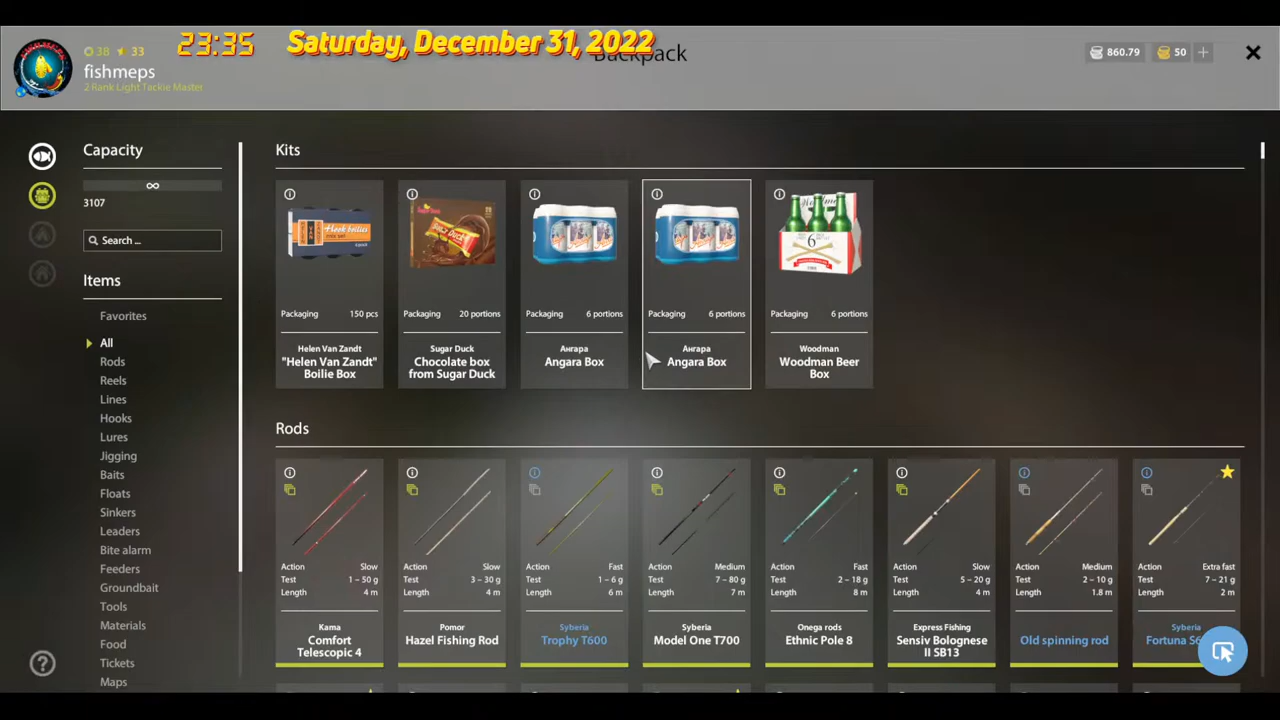 38 33
23:35
Saturday, December 31, 2022
Backpack
860.79
50
fishmeps
2 Rank Light Tackle Master
Capacity
∞
3107
Search ...
Items
Favorites
All
Rods
Reels
Lines
Hooks
Lures
Jigging
Baits
Floats
Sinkers
Leaders
Bite alarm
Feeders
Groundbait
Tools
Materials
Food
Tickets
Maps
Kits
Hook boilies
Packaging 150 pcs
Helen Van Zandt
"Helen Van Zandt"
Boilie Box
Packaging 20 portions
Sugar Duck
Chocolate box
from Sugar Duck
Packaging 6 portions
Ангара
Angara Box
Packaging 6 portions
Ангара
Angara Box
6
Packaging 6 portions
Woodman
Woodman Beer
Box
Rods
Action Slow
Test 1 – 50 g
Length 4 m
Kama
Comfort
Telescopic 4
Action Slow
Test 3 – 30 g
Length 4 m
Pomor
Hazel Fishing Rod
Action Fast
Test 1 – 6 g
Length 6 m
Syberia
Trophy T600
Action Medium
Test 7 – 80 g
Length 7 m
Syberia
Model One T700
Action Fast
Test 2 – 18 g
Length 8 m
Onega rods
Ethnic Pole 8
Action Slow
Test 5 – 20 g
Length 4 m
Express Fishing
Sensiv Bolognese
II SB13
Action Medium
Test 2 – 10 g
Length 1.8 m
Old spinning rod
Action Extra fast
Test 7 – 21 g
Length 2 m
Syberia
Fortuna